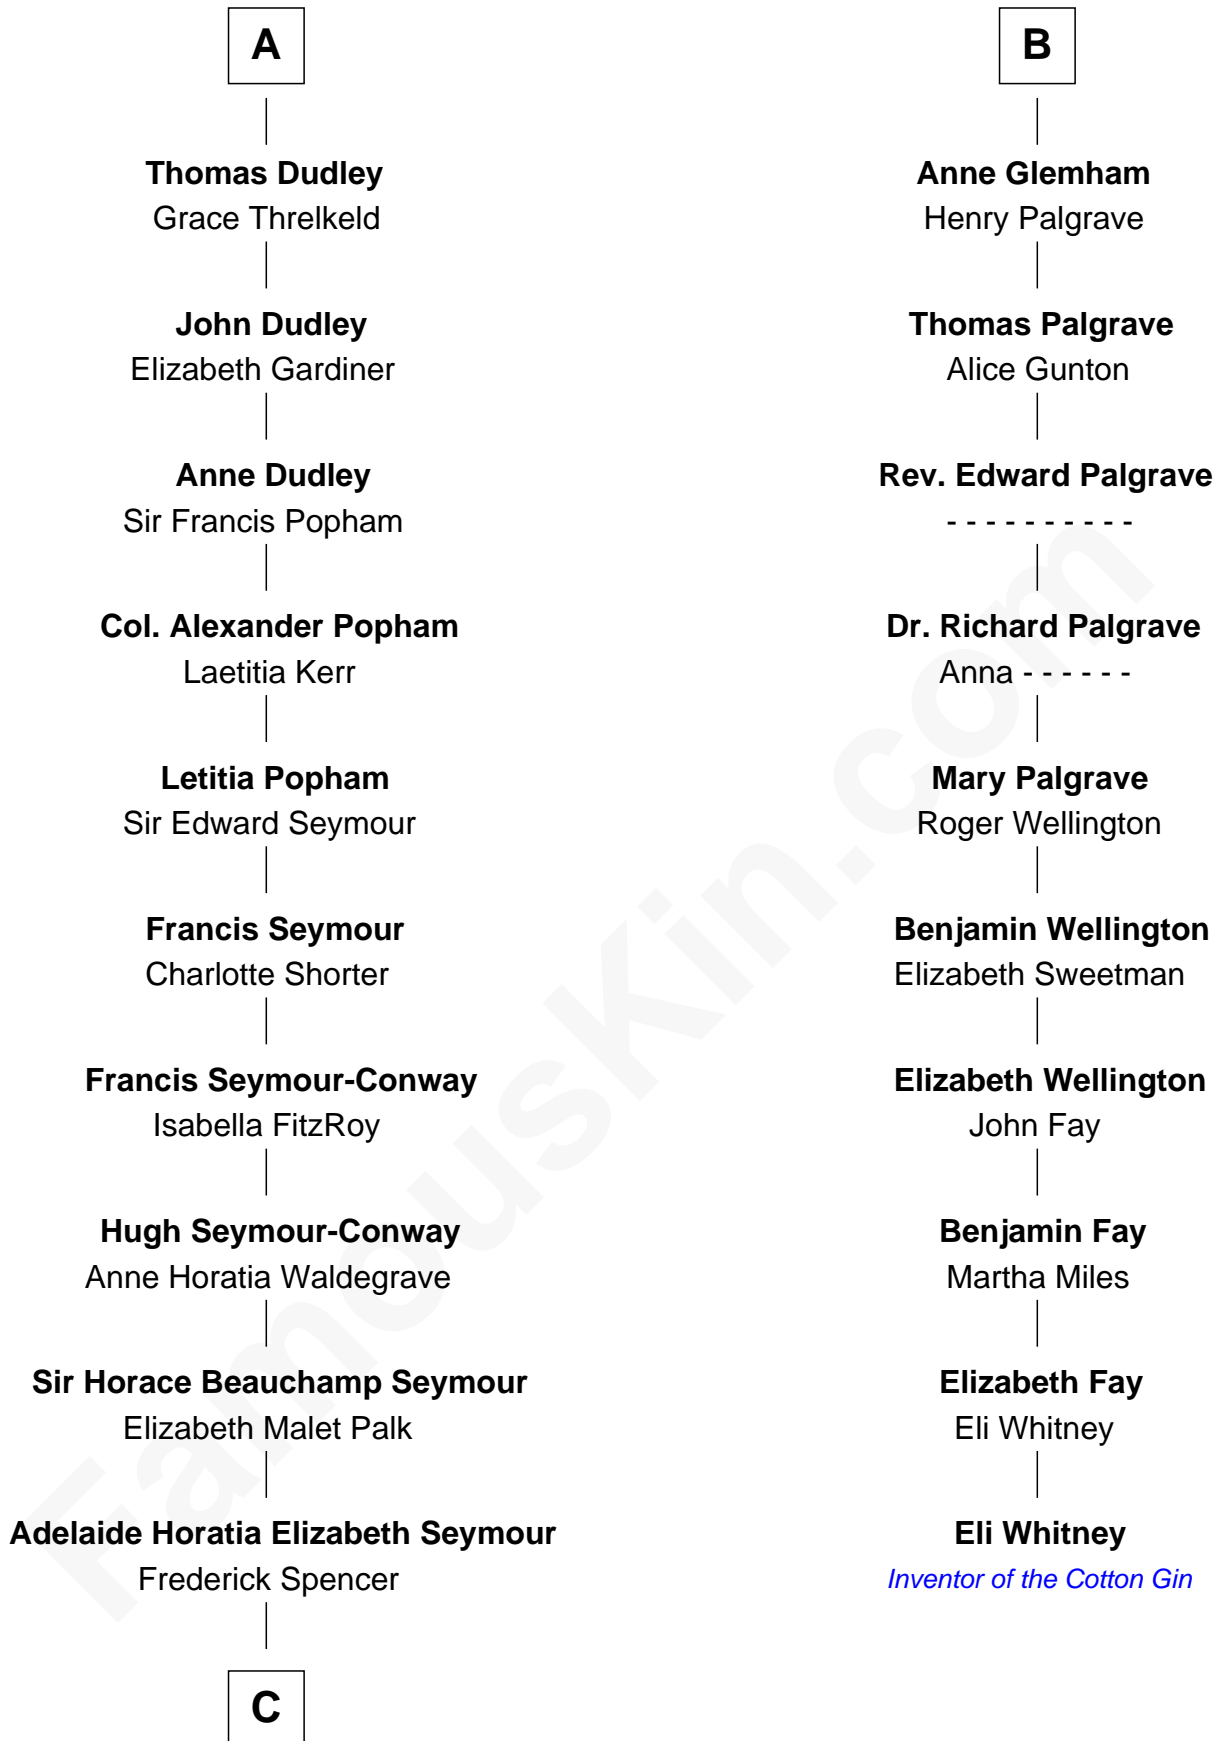 A
Thomas Dudley
Grace Threlkeld
John Dudley
Elizabeth Gardiner
Anne Dudley
Sir Francis Popham
Col. Alexander Popham
Laetitia Kerr
Letitia Popham
Sir Edward Seymour
Francis Seymour
Charlotte Shorter
Francis Seymour-Conway
Isabella FitzRoy
Hugh Seymour-Conway
Anne Horatia Waldegrave
Sir Horace Beauchamp Seymour
Elizabeth Malet Palk
Adelaide Horatia Elizabeth Seymour
Frederick Spencer
C
B
Anne Glemham
Henry Palgrave
Thomas Palgrave
Alice Gunton
Rev. Edward Palgrave
- - - - - - - - - -
Dr. Richard Palgrave
Anna - - - - - -
Mary Palgrave
Roger Wellington
Benjamin Wellington
Elizabeth Sweetman
Elizabeth Wellington
John Fay
Benjamin Fay
Martha Miles
Elizabeth Fay
Eli Whitney
Eli Whitney
Inventor of the Cotton Gin
FamousKin.com